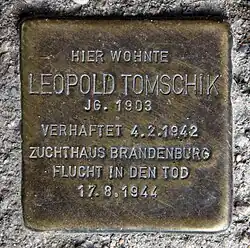 HIER WOHNTE
LEOPOLD TOMSCHIK
JG. 1903
VERHAFTET 4.2.1942
ZUCHTHAUS BRANDENBURG
FLUCHT IN DEN TOD
17.8.1944